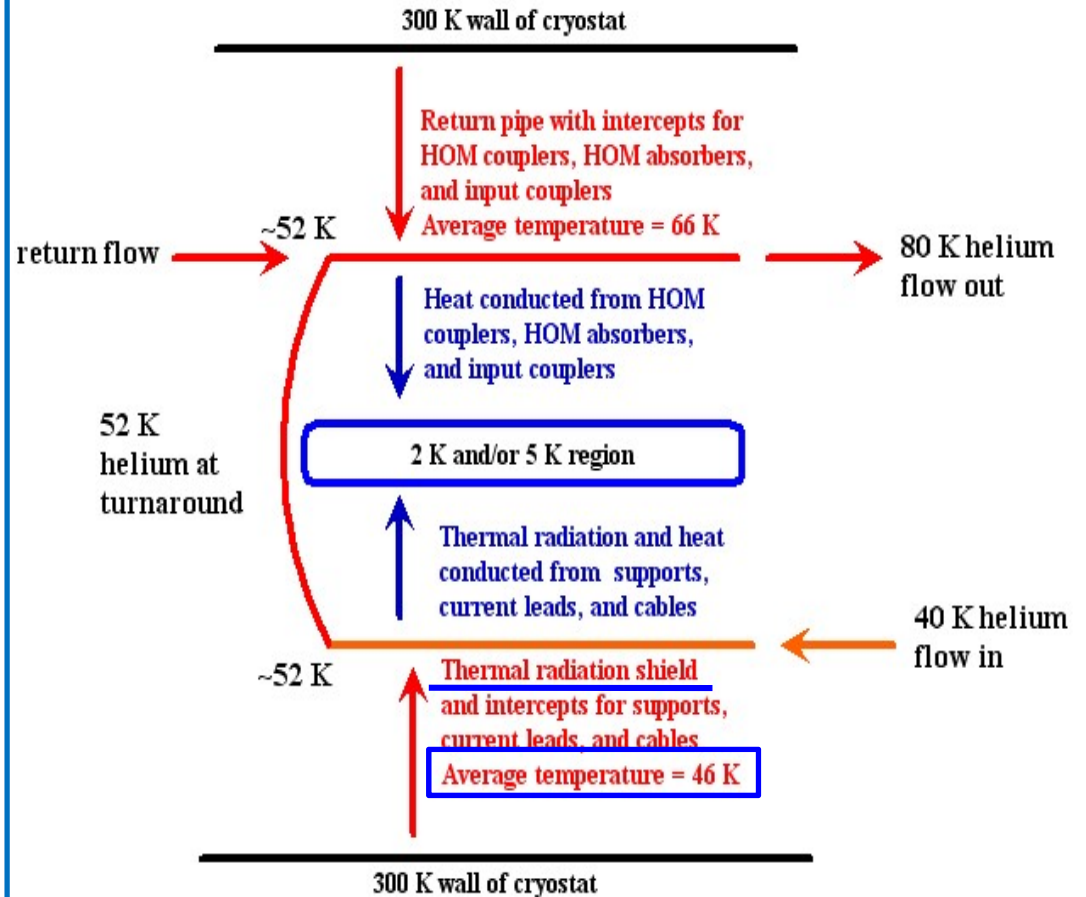 300 K wall of cryostat
Return pipe with intercepts for
HOM couplers, HOM absorbers,
and input couplers
Average temperature = 66 K
~52 K
return flow
80 K helium
flow out
Heat conducted from HOM
couplers, HOM absorbers,
and input couplers
52 K
helium at
turnaround
2 K and/or 5 K region
Thermal radiation and heat
conducted from supports,
current leads, and cables
40 K helium
flow in
~52 K
Thermal radiation shield
and intercepts for supports,
current leads, and cables
Average temperature = 46 K
300 K wall of cryostat